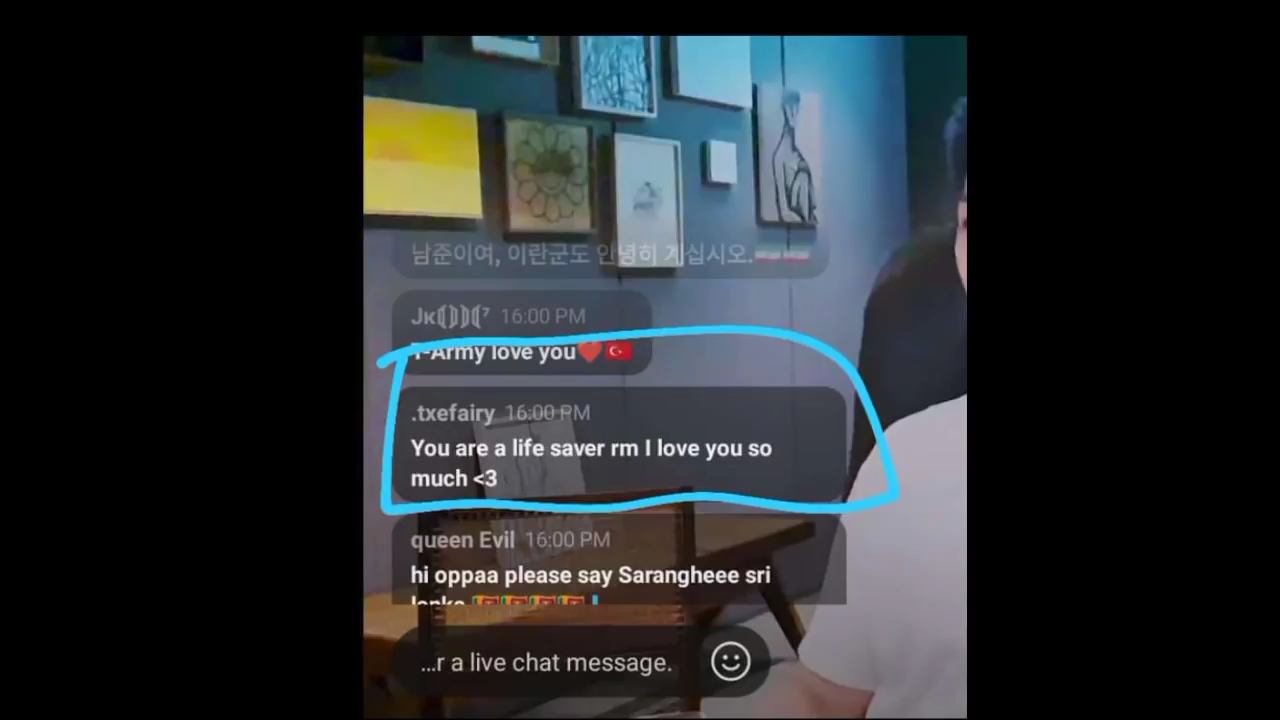 남준이여, 이란군도 안녕히 계십시오.🇮🇷🇮🇷
16:00 PM
T-Army love you❤️🇹🇷
.txefairy 16:00 PM
You are a life saver rm I love you so
much <3
queen Evil 16:00 PM
hi oppaa please say Sarangheee sri
lanka 🇱🇰🇱🇰🇱🇰🇱🇰
...r a live chat message.